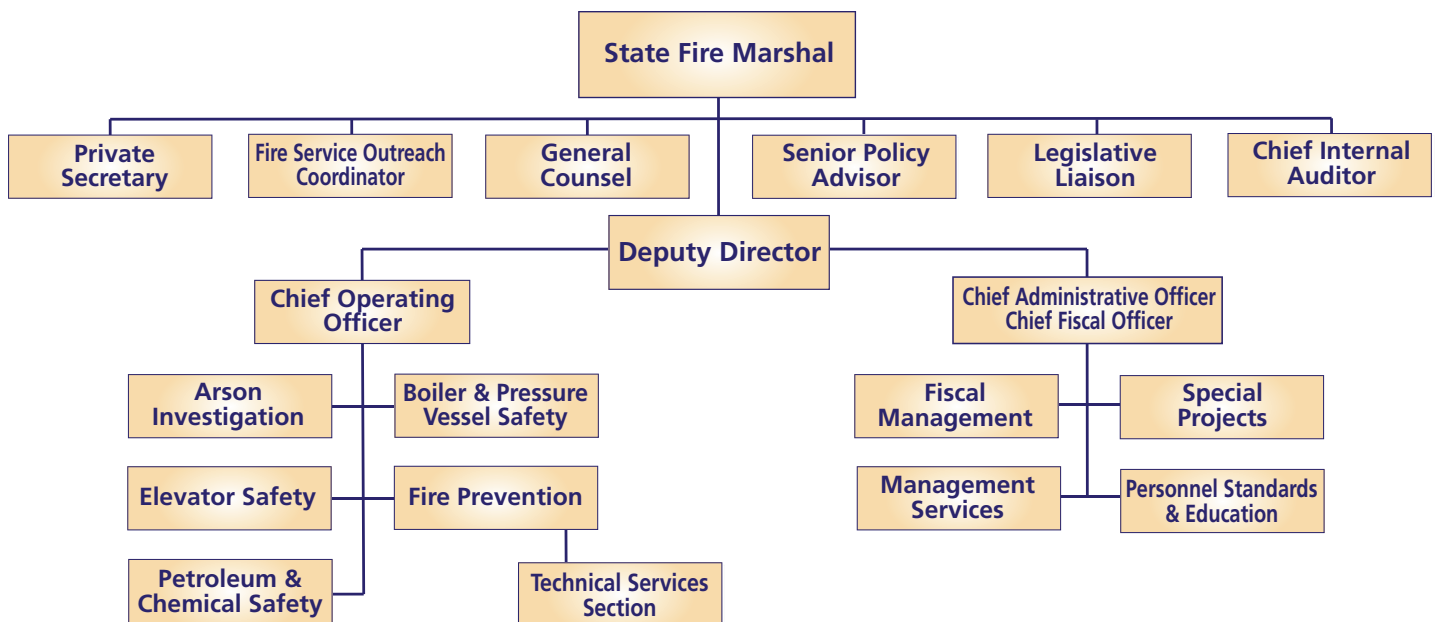 State Fire Marshal
Private
Secretary
Fire Service Outreach
Coordinator
General
Counsel
Senior Policy
Advisor
Legislative
Liaison
Chief Internal
Auditor
Deputy Director
Chief Operating
Officer
Chief Administrative Officer
Chief Fiscal Officer
Arson
Investigation
Boiler & Pressure
Vessel Safety
Fiscal
Management
Special
Projects
Elevator Safety
Fire Prevention
Management
Services
Personnel Standards
& Education
Petroleum &
Chemical Safety
Technical Services
Section